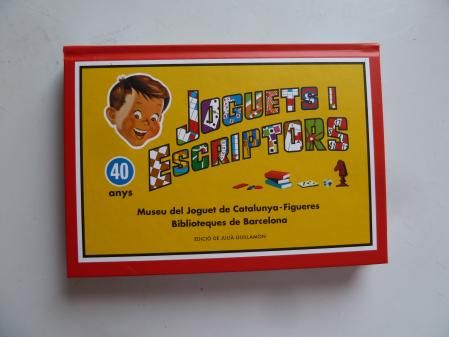 JOGUETS I
ESCRIPTORS
40
anys
Museu del Joguet de Catalunya-Figueres
Biblioteques de Barcelona
EDICIÓ DE JULIÀ GUILLAMON